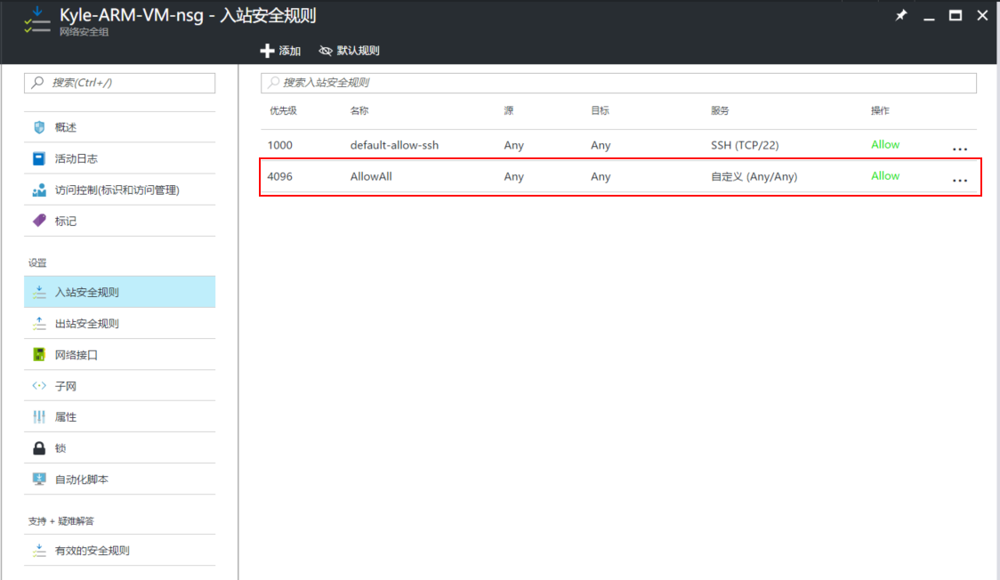 Kyle-ARM-VM-nsg - 入站安全规则
网络安全组
添加 默认规则
搜索(Ctrl+/)
概述
活动日志
访问控制(标识和访问管理)
标记
设置
入站安全规则
出站安全规则
网络接口
子网
属性
锁
自动化脚本
支持 + 疑难解答
有效的安全规则
搜索入站安全规则
优先级 名称 源 目标 服务 操作
1000 default-allow-ssh Any Any SSH (TCP/22) Allow ...
4096 AllowAll Any Any 自定义 (Any/Any) Allow ...